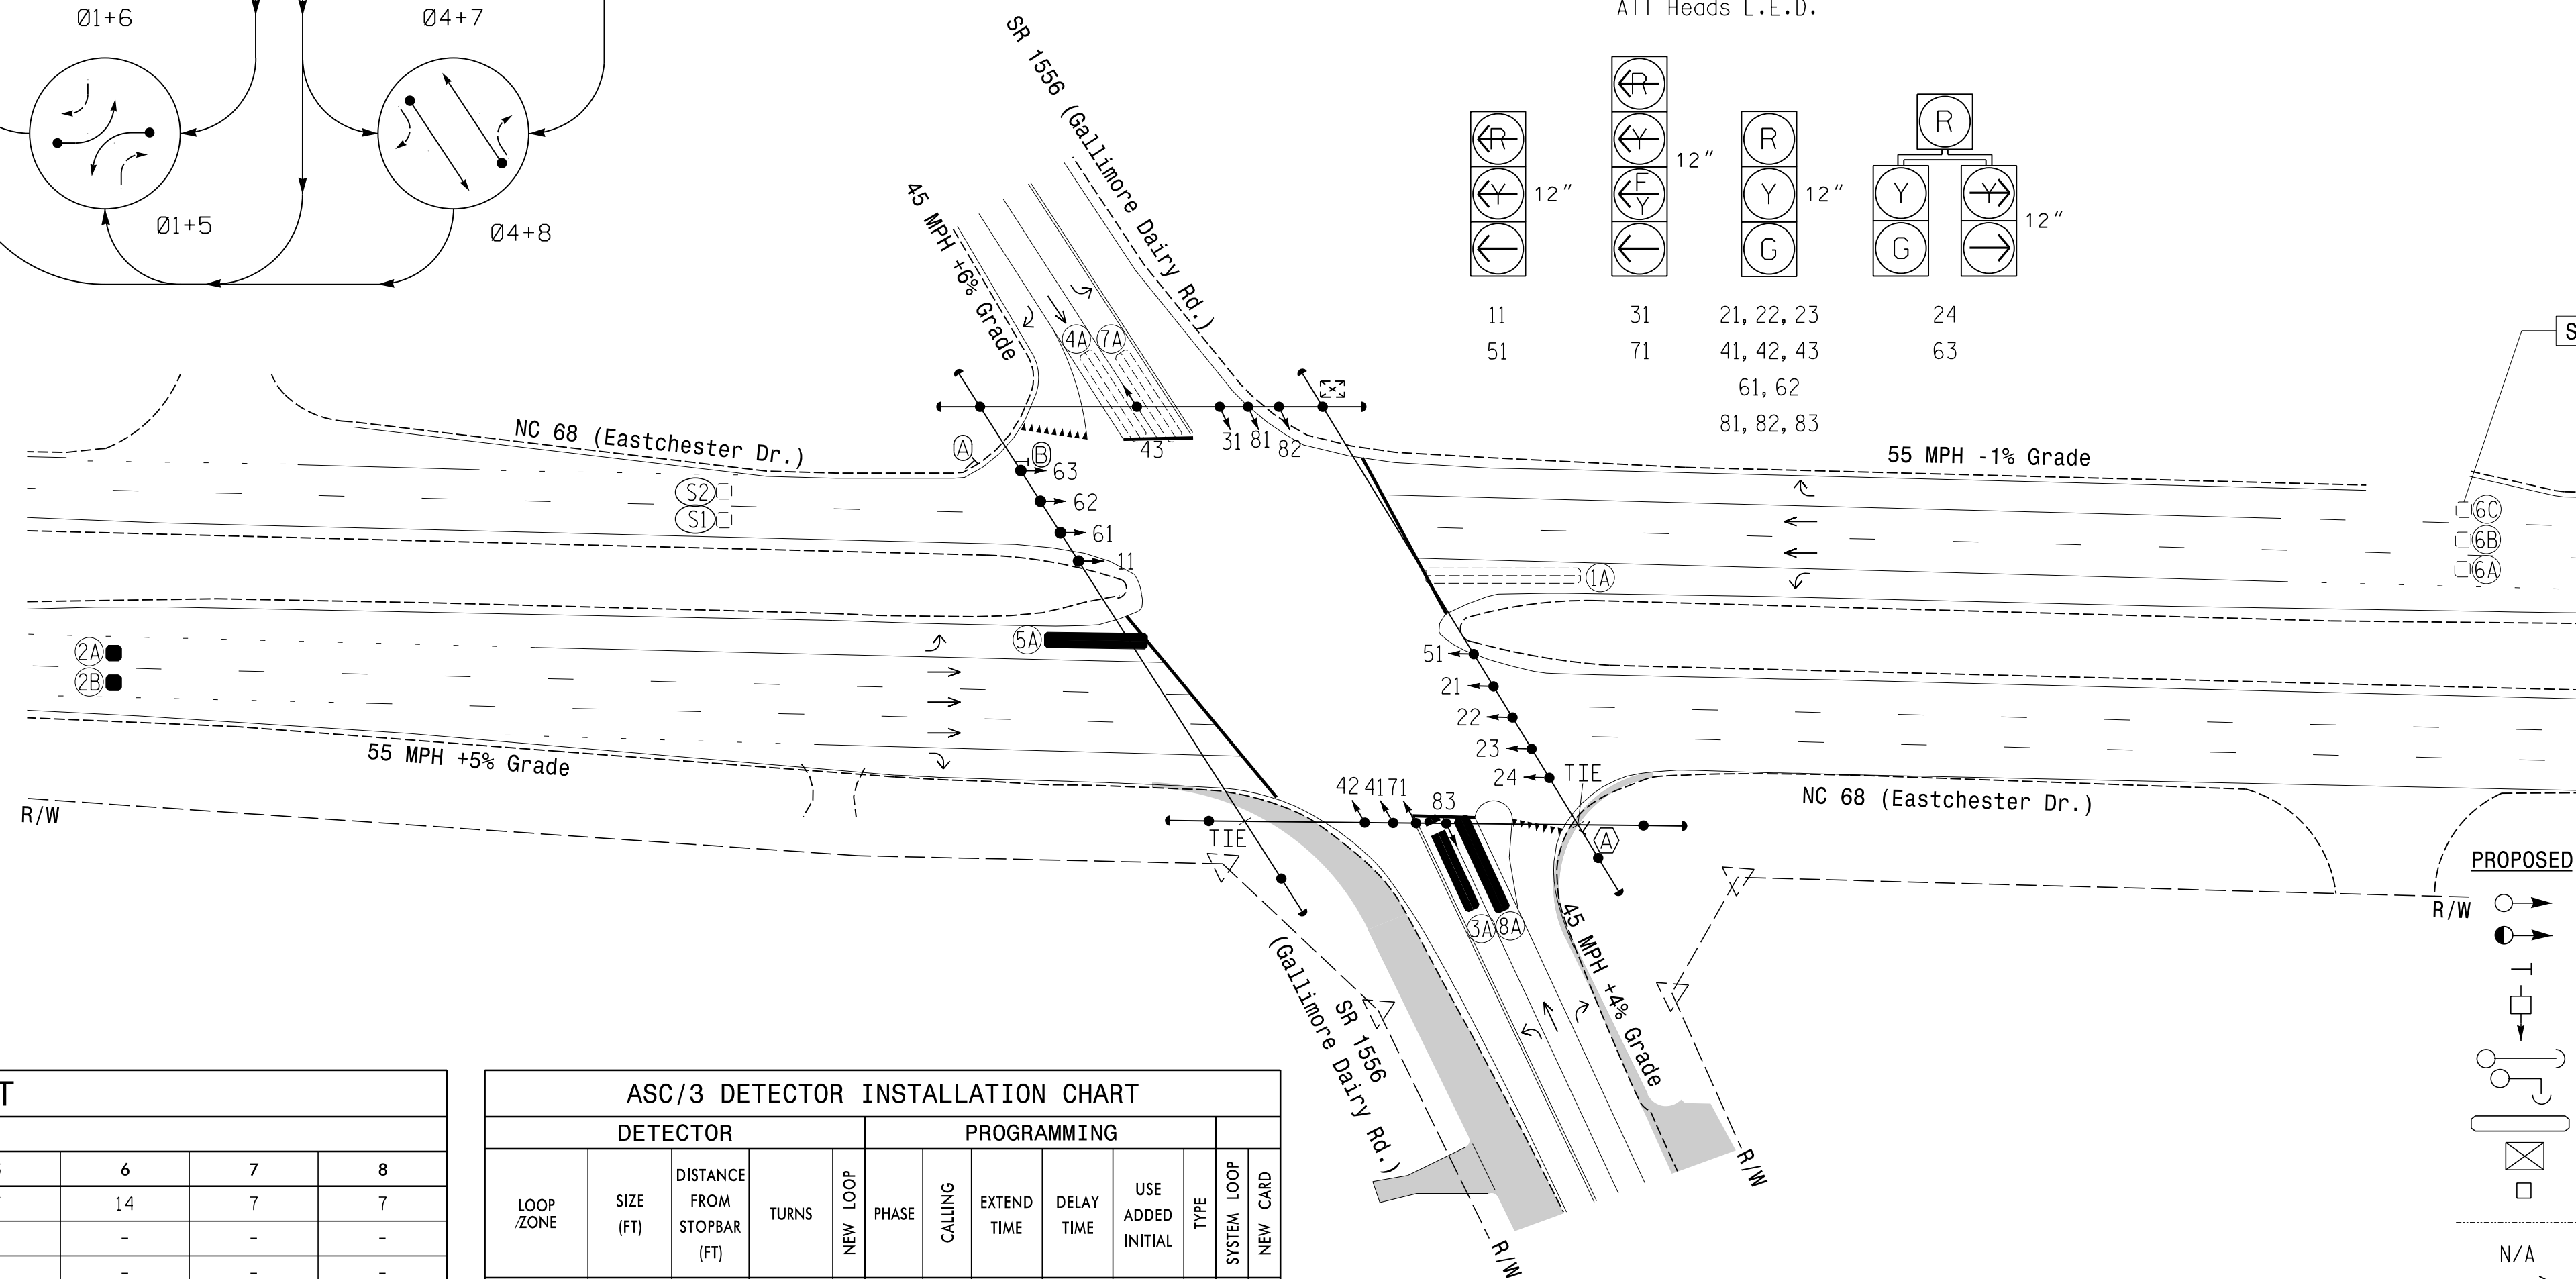 Ø1+6
Ø4+7
Ø1+5
Ø4+8
All Heads L.E.D.
R
Y
12"
R
Y
F
Y
12"
R
Y
G
12"
R
Y
Y
G
12"
11
31
21, 22, 23
24
51
71
41, 42, 43
63
61, 62
81, 82, 83
SR 1556 (Gallimore Dairy Rd.)
45 MPH +6% Grade
4A
7A
43
31
81
82
NC 68 (Eastchester Dr.)
A
B
63
62
61
11
S2
S1
55 MPH -1% Grade
6C
6B
6A
1A
2A
2B
5A
51
21
22
23
24
TIE
55 MPH +5% Grade
R/W
NC 68 (Eastchester Dr.)
42
41
71
83
TIE
A
3A
8A
45 MPH +4% Grade
SR 1556
(Gallimore Dairy Rd.)
R/W
R/W
R/W
PROPOSED
N/A
T
6
7
8
14
7
7
-
-
-
-
-
-
ASC/3 DETECTOR INSTALLATION CHART
DETECTOR
PROGRAMMING
LOOP
/ZONE
SIZE
(FT)
DISTANCE
FROM
STOPBAR
(FT)
TURNS
NEW LOOP
PHASE
CALLING
EXTEND
TIME
DELAY
TIME
USE
ADDED
INITIAL
TYPE
SYSTEM LOOP
NEW CARD